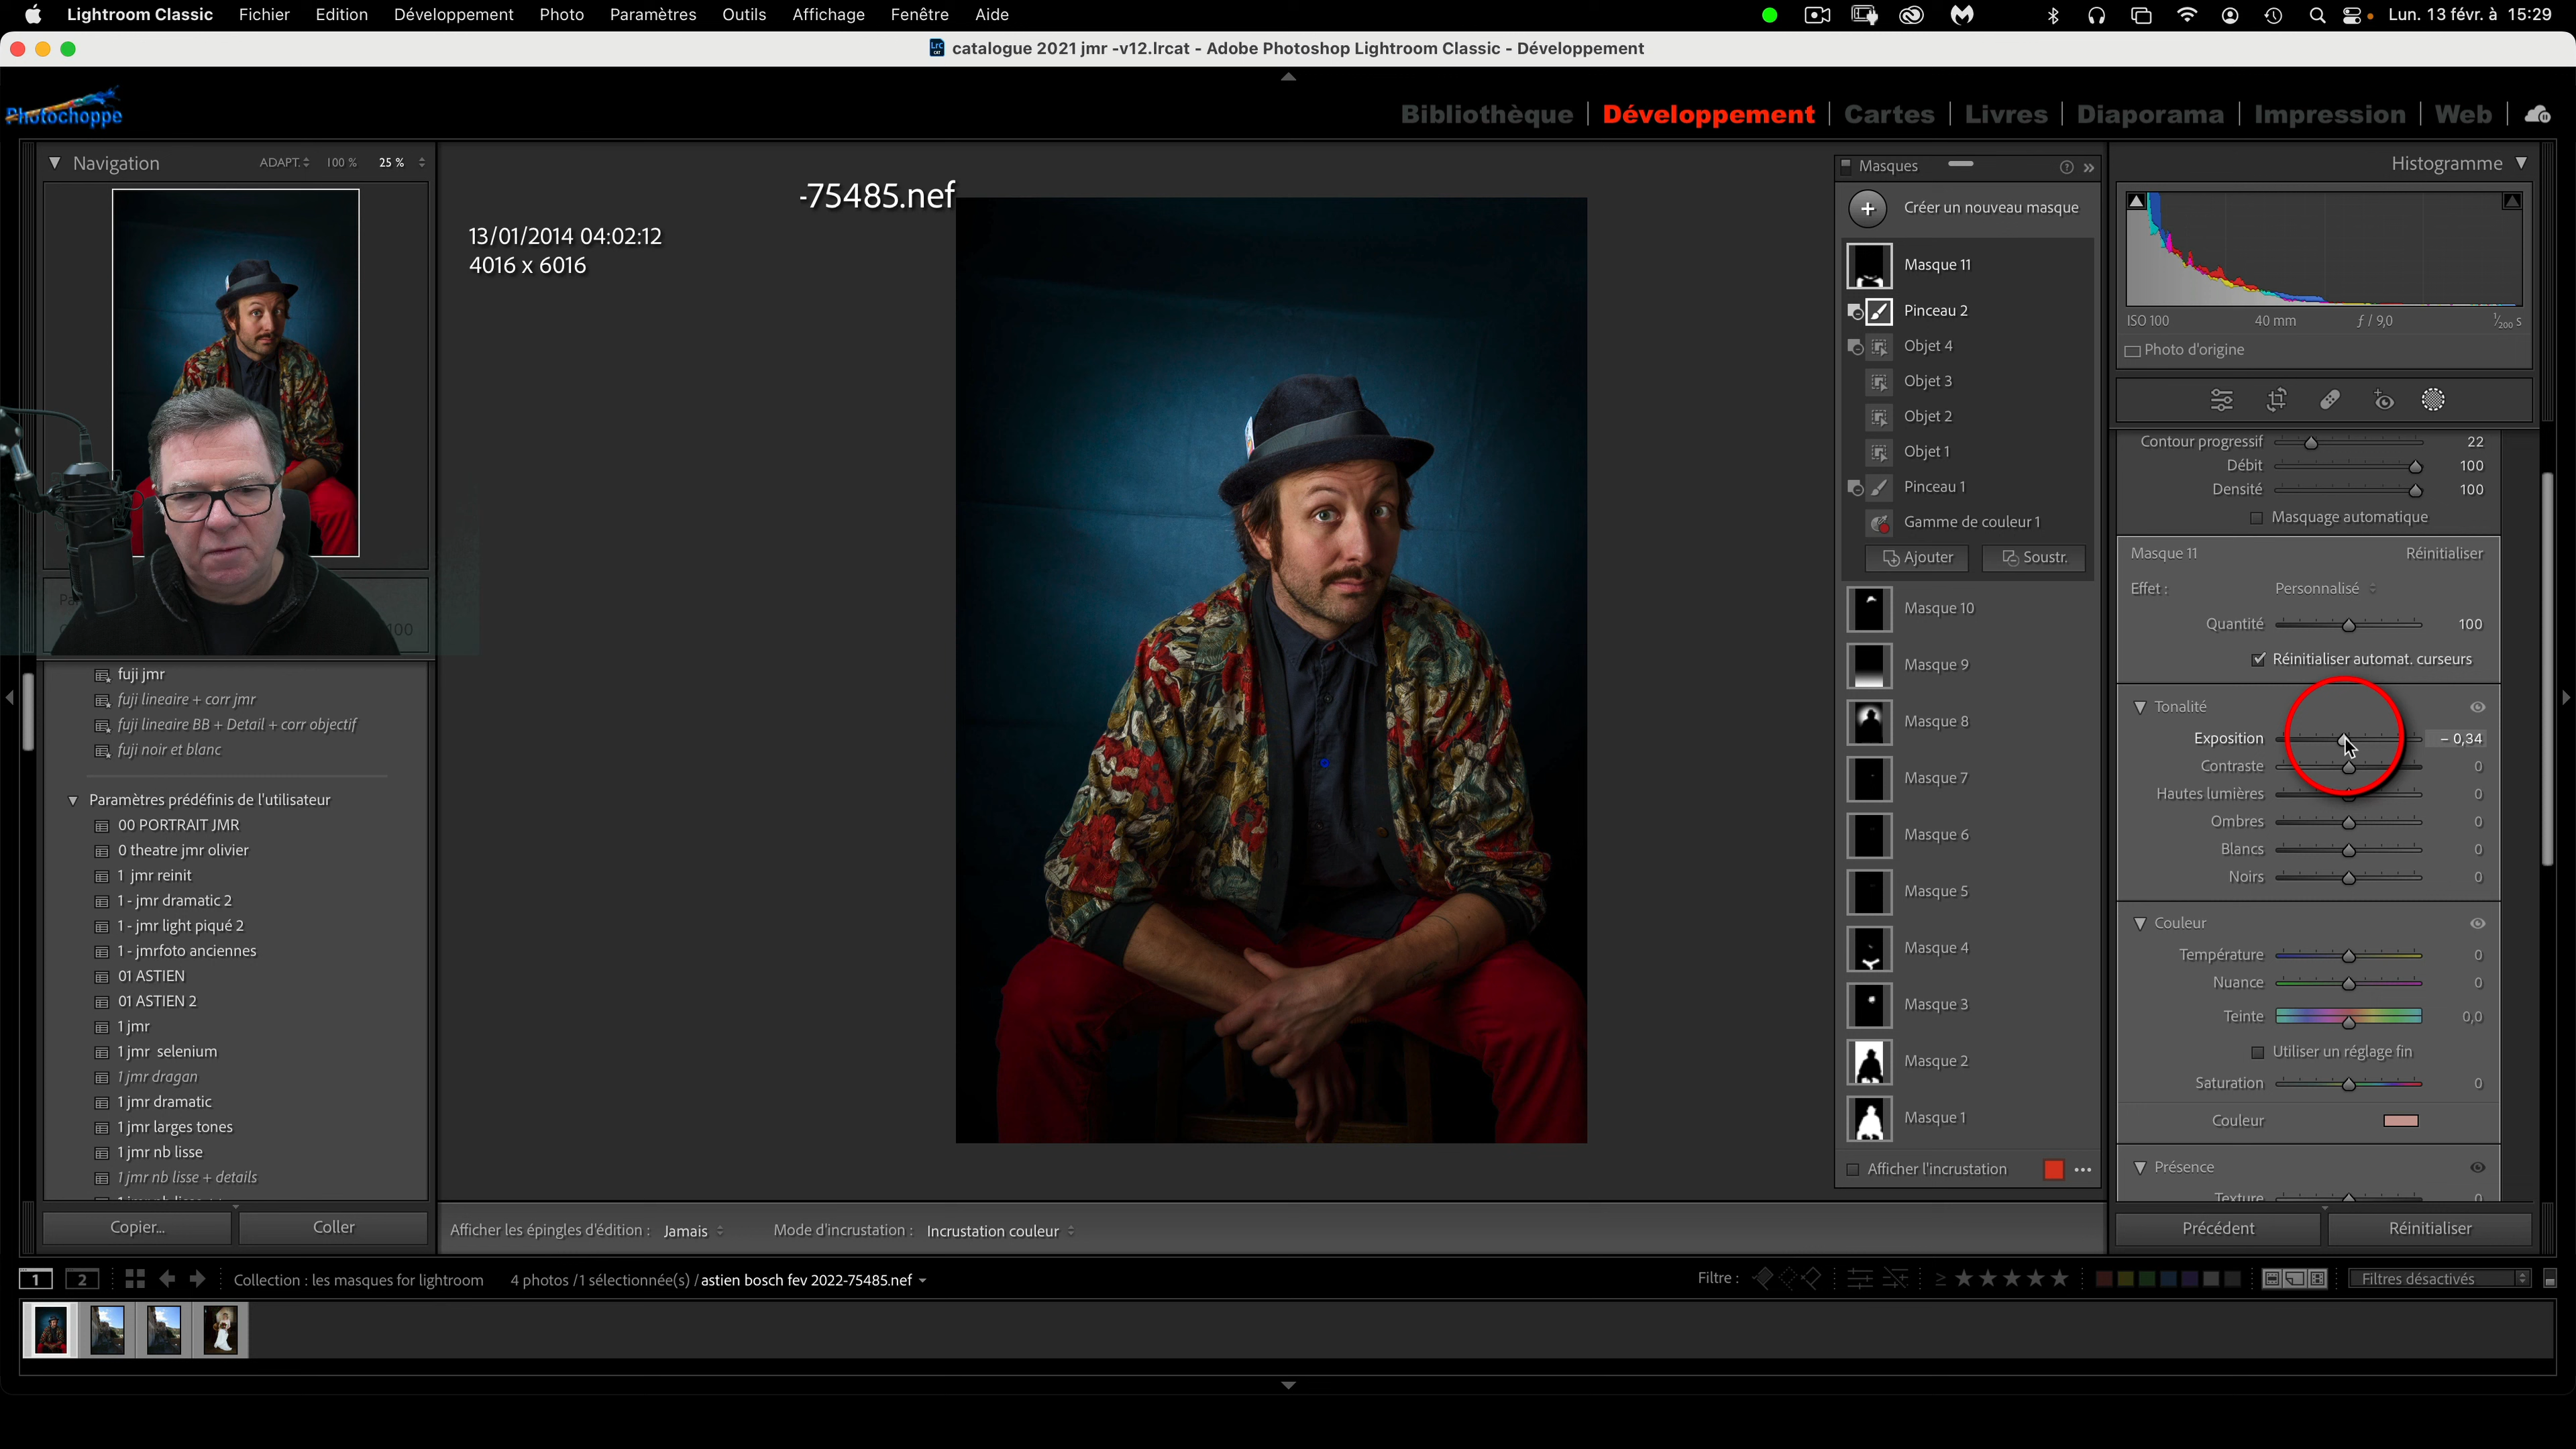 Lightroom Classic Fichier Edition Développement Photo Paramètres Outils Affichage Fenêtre Aide Lun. 13 févr. à 15:29
catalogue 2021 jmr -v12.lrcat - Adobe Photoshop Lightroom Classic - Développement
Photochoppe
Bibliothèque | Développement | Cartes | Livres | Diaporama | Impression | Web
Navigation ADAPT. 100 % 25 %
-75485.nef
13/01/2014 04:02:12
4016 x 6016
100
fuji jmr
fuji lineaire + corr jmr
fuji lineaire BB + Detail + corr objectif
fuji noir et blanc
Paramètres prédéfinis de l'utilisateur
00 PORTRAIT JMR
0 theatre jmr olivier
1 jmr reinit
1 - jmr dramatic 2
1 - jmr light piqué 2
1 - jmrfoto anciennes
01 ASTIEN
01 ASTIEN 2
1 jmr
1 jmr selenium
1 jmr dragan
1 jmr dramatic
1 jmr larges tones
1 jmr nb lisse
1 jmr nb lisse + details
Copier... Coller
Masques
Créer un nouveau masque
Masque 11
Pinceau 2
Objet 4
Objet 3
Objet 2
Objet 1
Pinceau 1
Gamme de couleur 1
Ajouter Soustr.
Masque 10
Masque 9
Masque 8
Masque 7
Masque 6
Masque 5
Masque 4
Masque 3
Masque 2
Masque 1
Afficher l'incrustation
Histogramme
ISO 100 40 mm ƒ / 9,0 1/200 s
Photo d'origine
Contour progressif 22
Débit 100
Densité 100
Masquage automatique
Masque 11 Réinitialiser
Effet : Personnalisé
Quantité 100
Réinitialiser automat. curseurs
Tonalité
Exposition – 0,34
Contraste 0
Hautes lumières 0
Ombres 0
Blancs 0
Noirs 0
Couleur
Température 0
Nuance 0
Teinte 0,0
Utiliser un réglage fin
Saturation 0
Couleur
Présence
Texture 0
Précédent Réinitialiser
Afficher les épingles d'édition : Jamais Mode d'incrustation : Incrustation couleur
1 2 Collection : les masques for lightroom 4 photos /1 sélectionnée(s) /astien bosch fev 2022-75485.nef Filtre : ≥ ★★★★★ Filtres désactivés